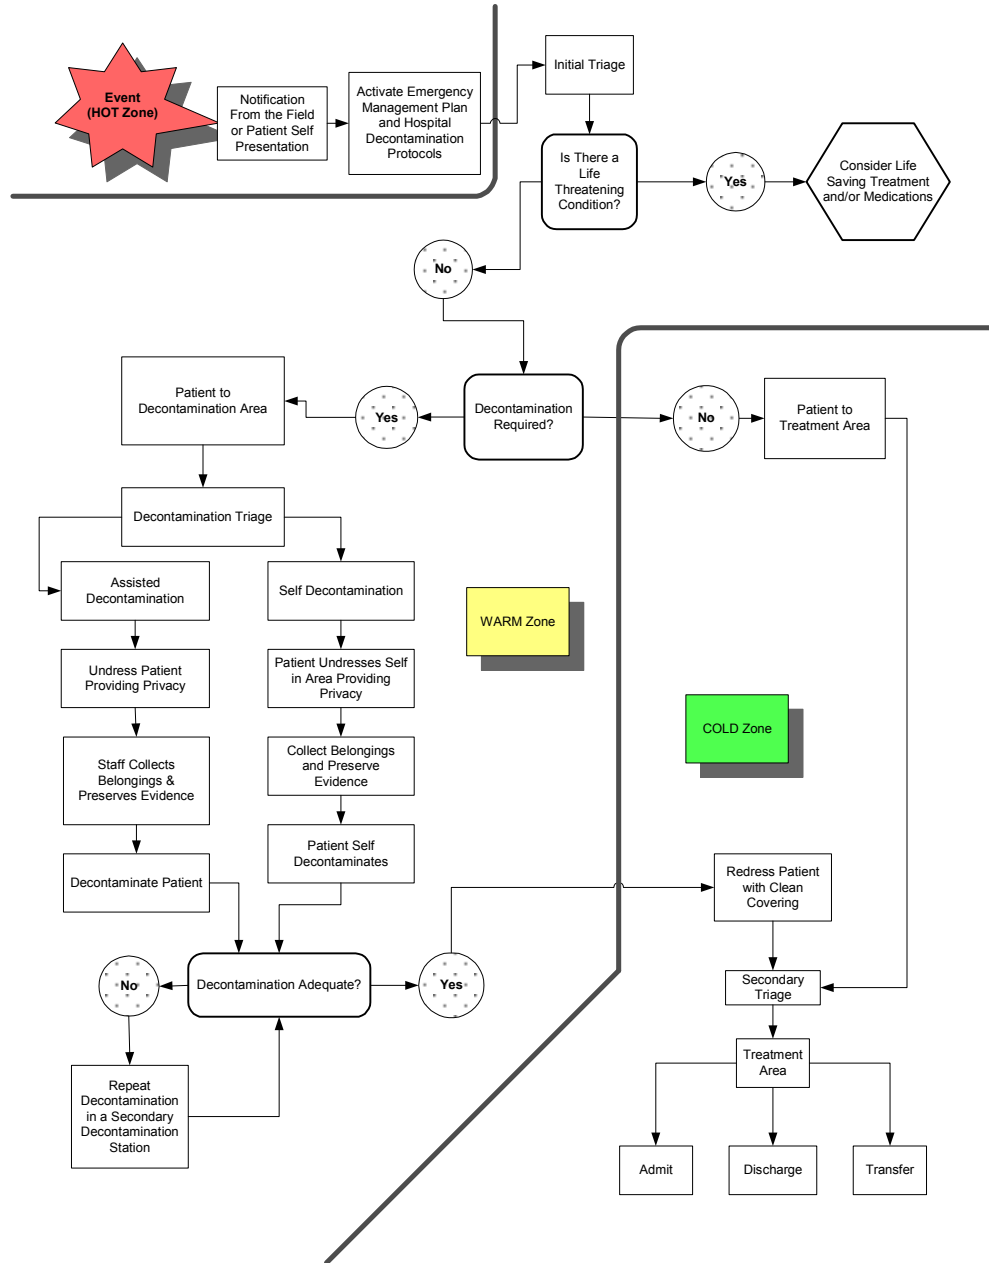 Event
(HOT Zone)
Notification
From the Field
or Patient Self
Presentation
Activate Emergency
Management Plan
and Hospital
Decontamination
Protocols
Initial Triage
Is There a
Life
Threatening
Condition?
Yes
Consider Life
Saving Treatment
and/or Medications
No
Decontamination
Required?
Yes
Patient to
Decontamination Area
No
Patient to
Treatment Area
Decontamination Triage
Assisted
Decontamination
Self Decontamination
WARM Zone
Undress Patient
Providing Privacy
Patient Undresses Self
in Area Providing
Privacy
COLD Zone
Staff Collects
Belongings &
Preserves Evidence
Collect Belongings
and Preserve
Evidence
Decontaminate Patient
Patient Self
Decontaminates
Redress Patient
with Clean
Covering
No
Decontamination Adequate?
Yes
Secondary
Triage
Repeat
Decontamination
in a Secondary
Decontamination
Station
Treatment
Area
Admit
Discharge
Transfer